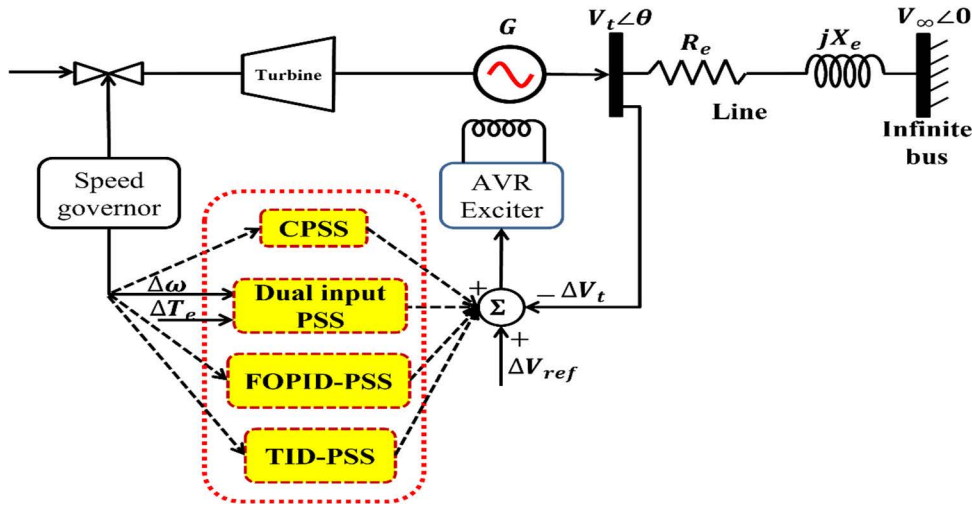 G
V_t∠θ
V_∞∠0
R_e
jX_e
Turbine
Line
Infinite
bus
Speed
governor
AVR
Exciter
CPSS
Δω
Dual input
PSS
ΔT_e
+
Σ
− ΔV_t
+
ΔV_ref
FOPID-PSS
TID-PSS